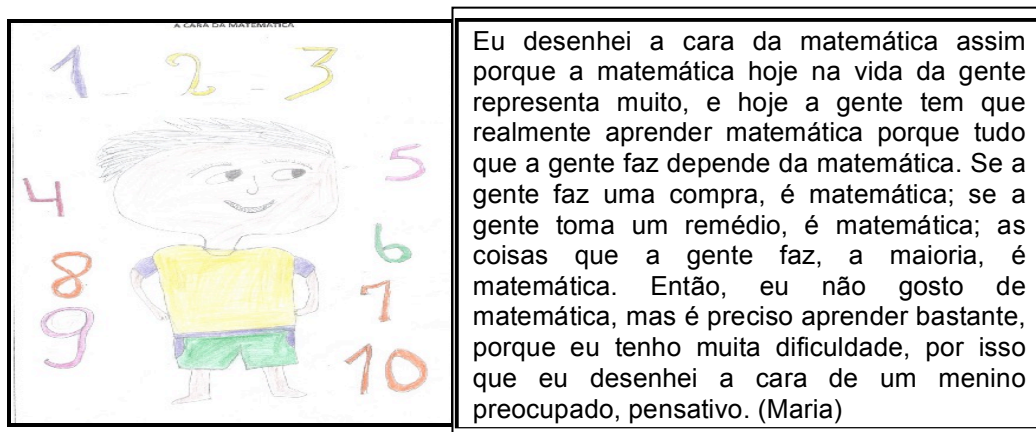 A CARA DA MATEMÁTICA
1 2 3
4 5
8 6
9 7
10
Eu desenhei a cara da matemática assim
porque a matemática hoje na vida da gente
representa muito, e hoje a gente tem que
realmente aprender matemática porque tudo
que a gente faz depende da matemática. Se a
gente faz uma compra, é matemática; se a
gente toma um remédio, é matemática; as
coisas que a gente faz, a maioria, é
matemática. Então, eu não gosto de
matemática, mas é preciso aprender bastante,
porque eu tenho muita dificuldade, por isso
que eu desenhei a cara de um menino
preocupado, pensativo. (Maria)